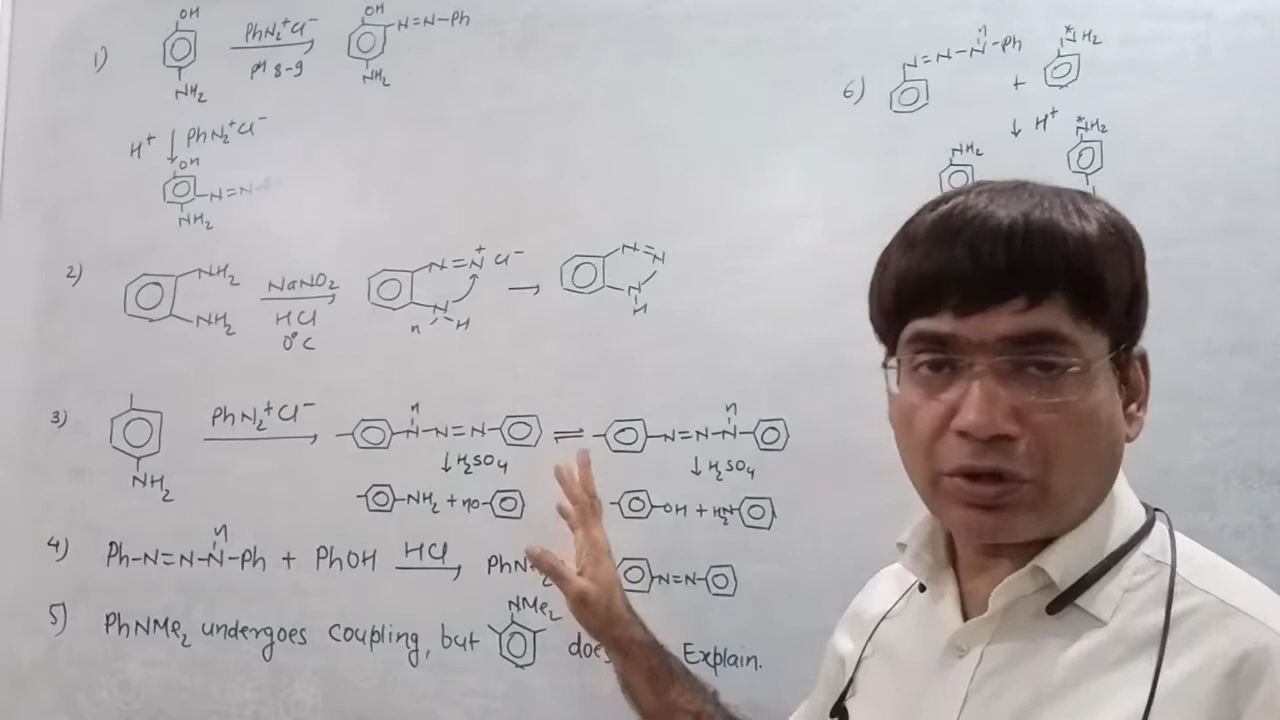 1) OH PhN₂⁺Cl⁻ OH N=N-Ph
pH 8-9
NH₂ NH₂
H⁺ ↓ PhN₂⁺Cl⁻
OH
N=N
NH₂
2) NH₂ NaNO₂ N=N⁺ Cl⁻ → N=N
NH₂ HCl N H N
0°C H H
3) PhN₂⁺Cl⁻ H H
N-N=N ⇌ N=N-N
NH₂ ↓H₂SO₄ ↓H₂SO₄
NH₂ + HO OH + H₂N
4) Ph-N=N-N-Ph + PhOH HCl PhN N=N
H
5) PhNMe₂ undergoes coupling, but NMe₂ Explain.
6) N=N-N-Ph + *NH₂
H
↓ H⁺
NH₂ *NH₂